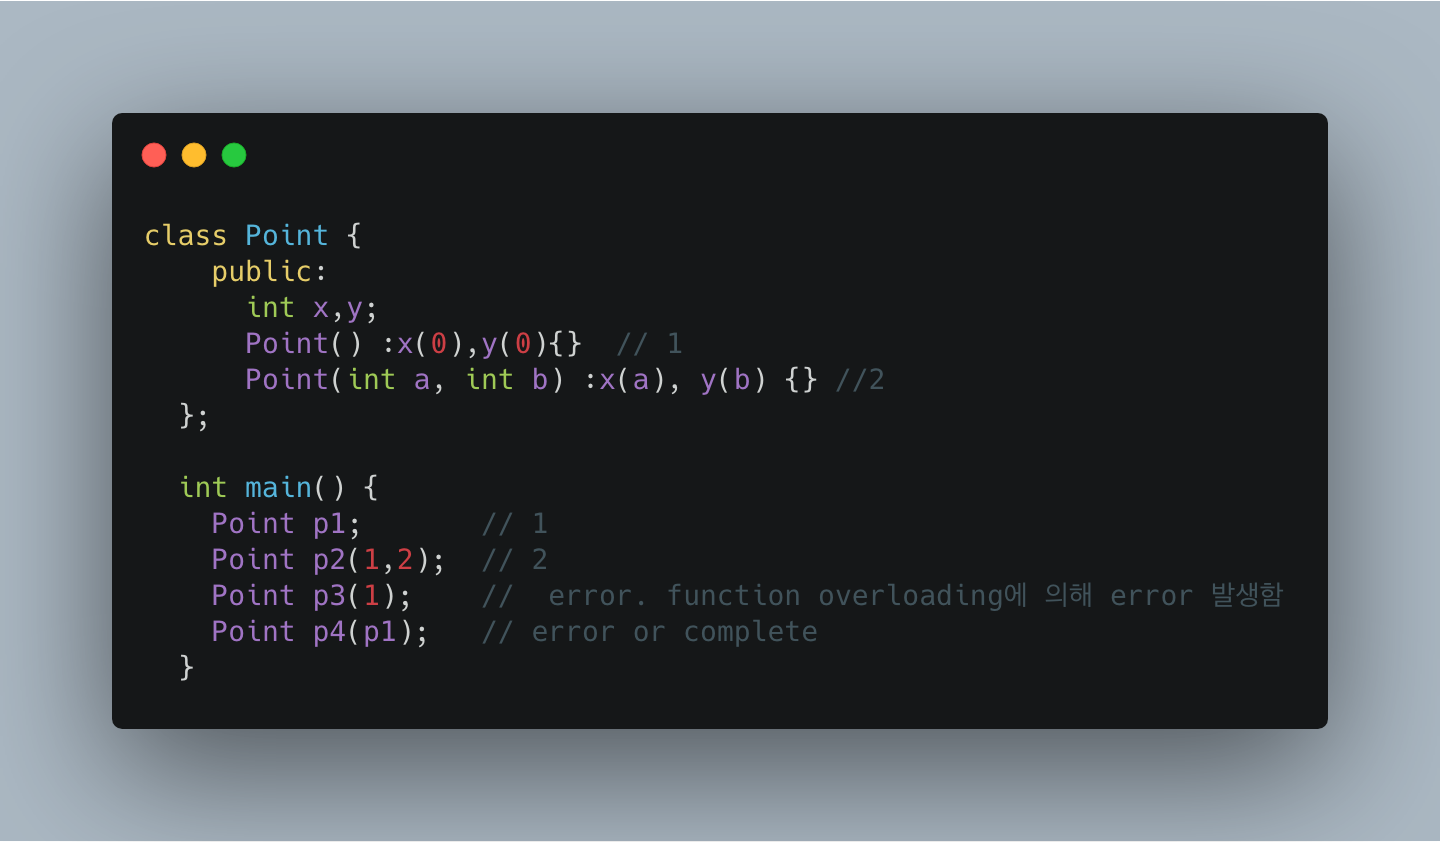 class Point {
    public:
      int x,y;
      Point() :x(0),y(0){}  // 1
      Point(int a, int b) :x(a), y(b) {} //2
  };
  int main() {
    Point p1;       // 1
    Point p2(1,2);  // 2
    Point p3(1);    //  error. function overloading에 의해 error 발생함
    Point p4(p1);   // error or complete
  }